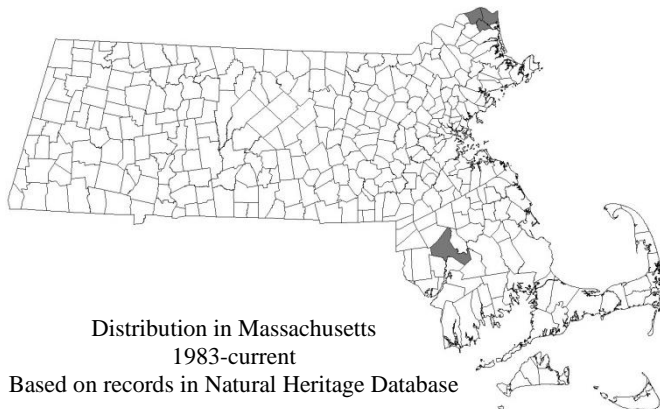 Distribution in Massachusetts
1983-current
Based on records in Natural Heritage Database